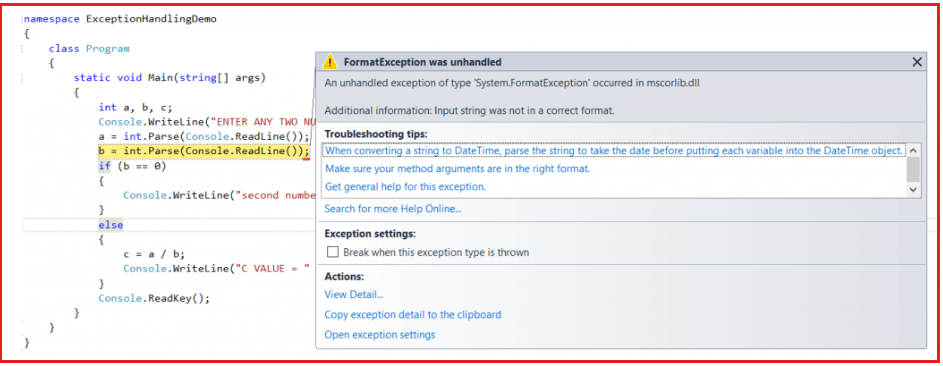 namespace ExceptionHandlingDemo
{
class Program
{
static void Main(string[] args)
{
int a, b, c;
Console.WriteLine("ENTER ANY TWO NU
a = int.Parse(Console.ReadLine());
b = int.Parse(Console.ReadLine());
if (b == 0)
{
Console.WriteLine("second numbe
}
else
{
c = a / b;
Console.WriteLine("C VALUE = "
}
Console.ReadKey();
}
}
}
FormatException was unhandled
An unhandled exception of type 'System.FormatException' occurred in mscorlib.dll
Additional information: Input string was not in a correct format.
Troubleshooting tips:
When converting a string to DateTime, parse the string to take the date before putting each variable into the DateTime object.
Make sure your method arguments are in the right format.
Get general help for this exception.
Search for more Help Online...
Exception settings:
Break when this exception type is thrown
Actions:
View Detail...
Copy exception detail to the clipboard
Open exception settings